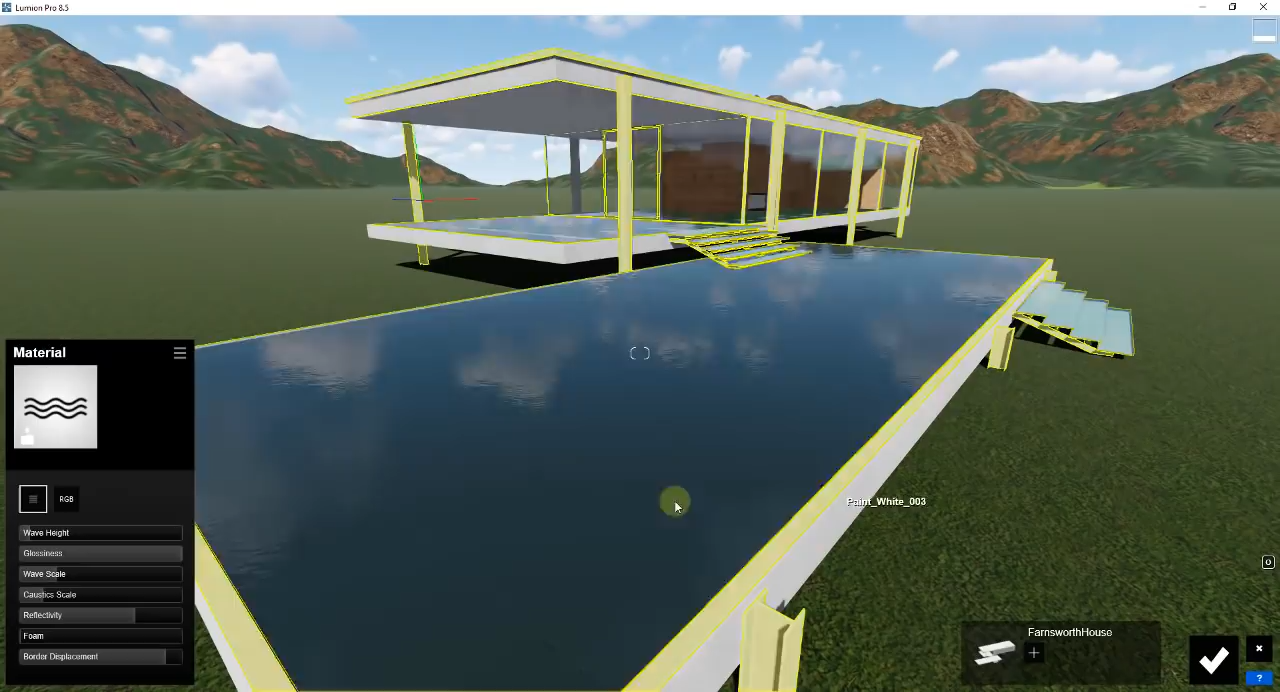 Lumion Pro 8.5
Material
RGB
Wave Height
Glossiness
Wave Scale
Caustics Scale
Reflectivity
Foam
Border Displacement
Paint_White_003
FarnsworthHouse
+
O
?